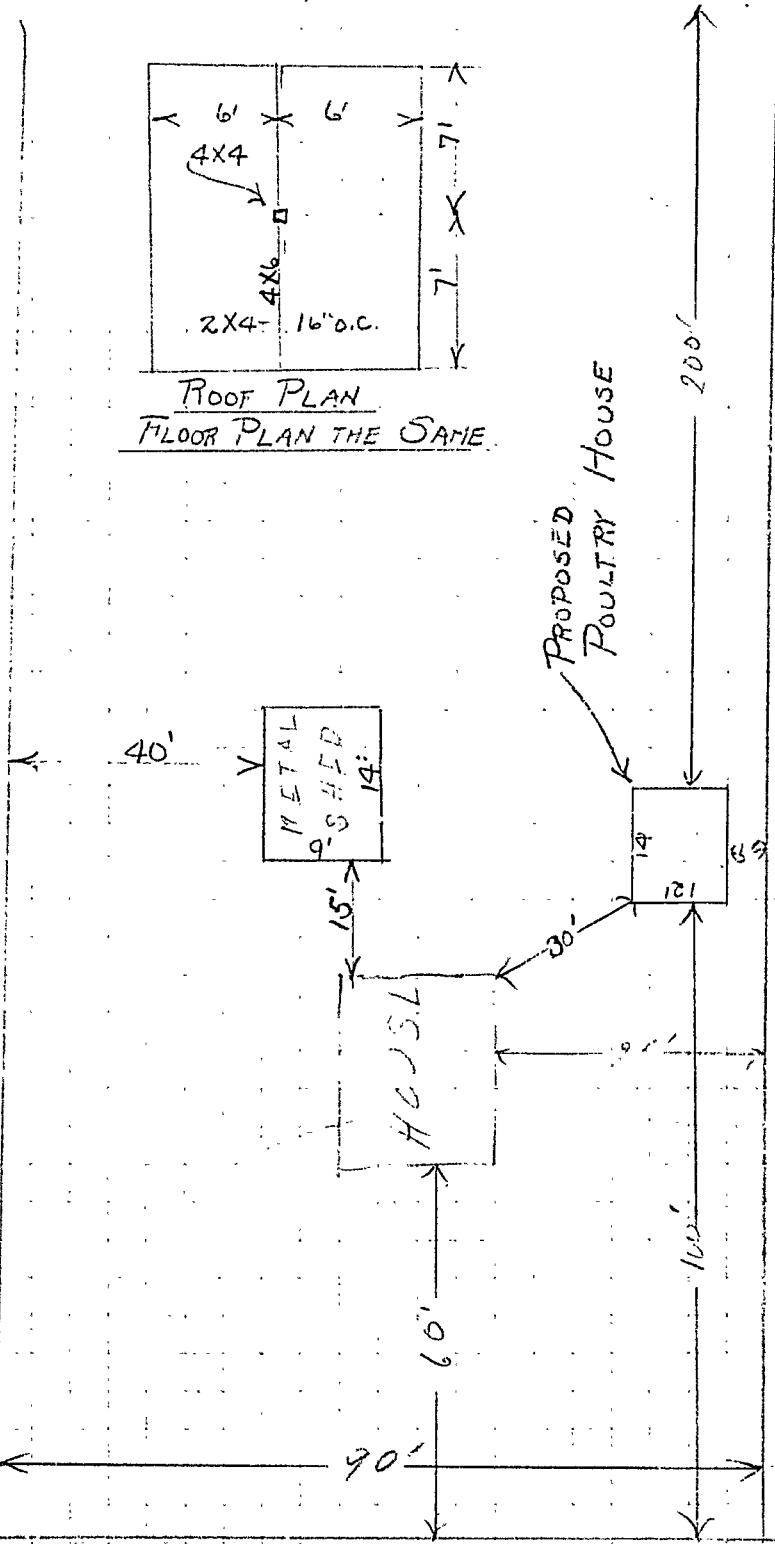 6' 6'
4X4
7'
4X6
7'
2X4- 16" O.C.
ROOF PLAN
FLOOR PLAN THE SAME
200'
PROPOSED
POULTRY HOUSE
40'
METAL
SHED
14'
9'
14
12'
15'
30'
60'
100'
90'